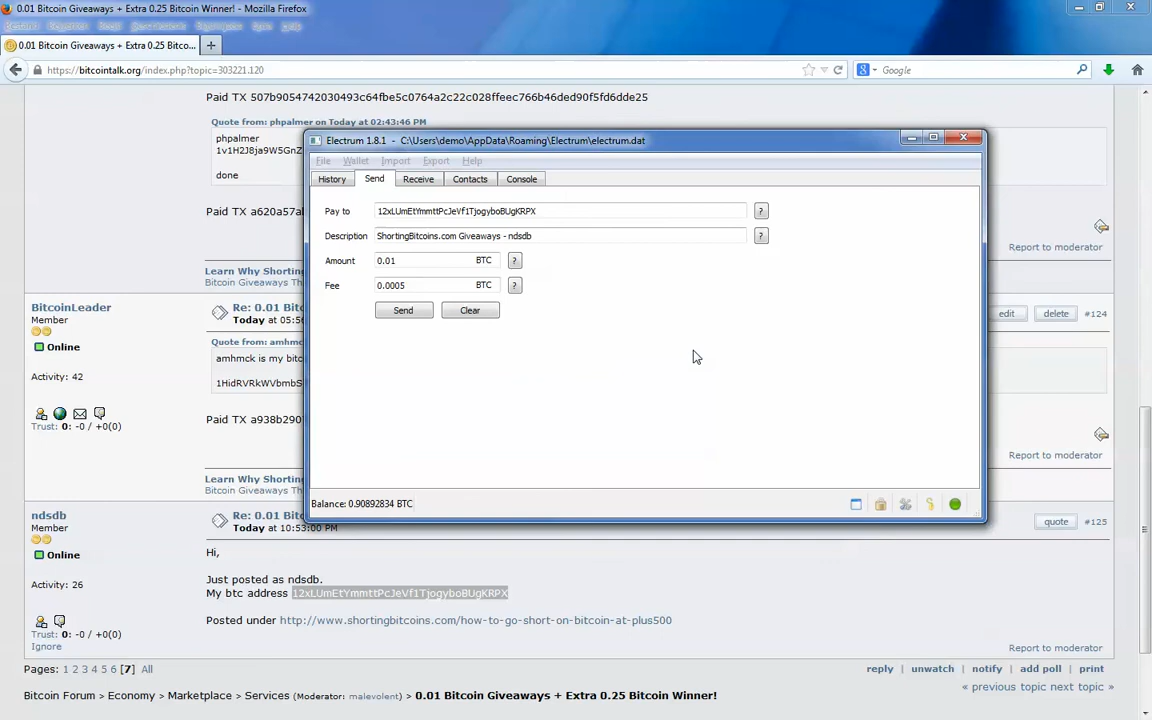 0.01 Bitcoin Giveaways + Extra 0.25 Bitcoin Winner! - Mozilla Firefox
0.01 Bitcoin Giveaways + Extra 0.25 Bitco...
https://bitcointalk.org/index.php?topic=303221.120
Google
Paid TX 507b9054742030493c64fbe5c0764a2c22c028ffeec766b46ded90f5fd6dde25
Quote from: phpalmer on Today at 02:43:46 PM
phpalmer
1v1H2J8ja9W5GnZ
done
Paid TX a620a57a
Report to moderator
Learn Why Shorting
Bitcoin Giveaways Th
Electrum 1.8.1 - C:\Users\demo\AppData\Roaming\Electrum\electrum.dat
File Wallet Import Export Help
History Send Receive Contacts Console
Pay to 12xLUmEtYmmttPcJeVf1TjogyboBUgKRPX ?
Description ShortingBitcoins.com Giveaways - ndsdb ?
Amount 0.01 BTC ?
Fee 0.0005 BTC ?
Send Clear
Balance: 0.90892834 BTC
BitcoinLeader
Member
Online
Activity: 42
Trust: 0: -0 / +0(0)
Re: 0.01 Bit
Today at 05:5
edit delete #124
Quote from: amhmc
amhmck is my bitc
1HidRVRkWVbmbS
Paid TX a938b290
Report to moderator
Learn Why Shorting
Bitcoin Giveaways Th
ndsdb
Member
Online
Activity: 26
Trust: 0: -0 / +0(0)
Ignore
Re: 0.01 Bit
Today at 10:53:00 PM
quote #125
Hi,
Just posted as ndsdb.
My btc address 12xLUmEtYmmttPcJeVf1TjogyboBUgKRPX
Posted under http://www.shortingbitcoins.com/how-to-go-short-on-bitcoin-at-plus500
Report to moderator
Pages: 1 2 3 4 5 6 [7] All
reply unwatch notify add poll print
Bitcoin Forum > Economy > Marketplace > Services (Moderator: malevolent) > 0.01 Bitcoin Giveaways + Extra 0.25 Bitcoin Winner!
« previous topic next topic »